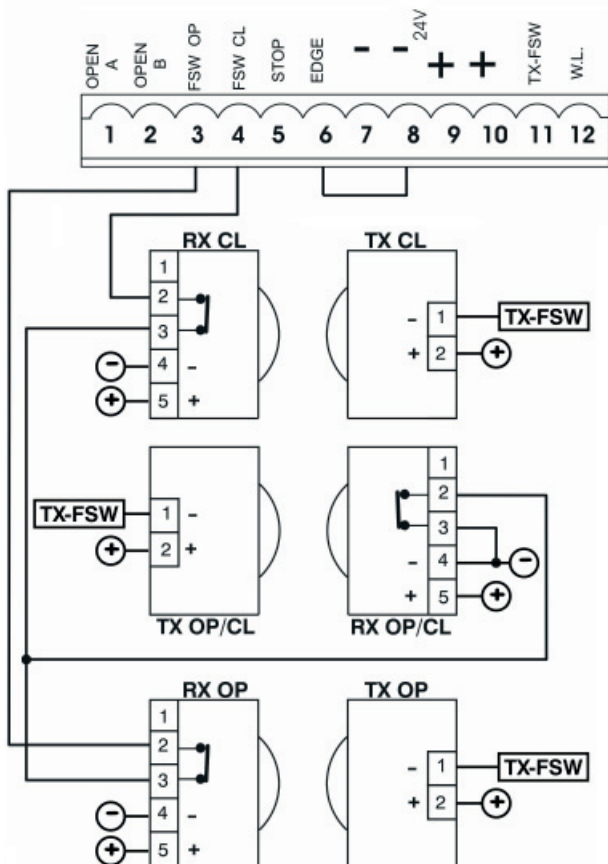 OPEN A
OPEN B
FSW OP
FSW CL
STOP
EDGE
- - 24V
+ +
TX-FSW
W.L.
1 2 3 4 5 6 7 8 9 10 11 12
RX CL
1
2
3
- 4 -
+ 5 +
TX CL
- 1 TX-FSW
+ 2 +
TX-FSW 1 -
+ 2 +
TX OP/CL
1
2
3
- 4 -
+ 5 +
RX OP/CL
RX OP
1
2
3
- 4 -
+ 5 +
TX OP
- 1 TX-FSW
+ 2 +